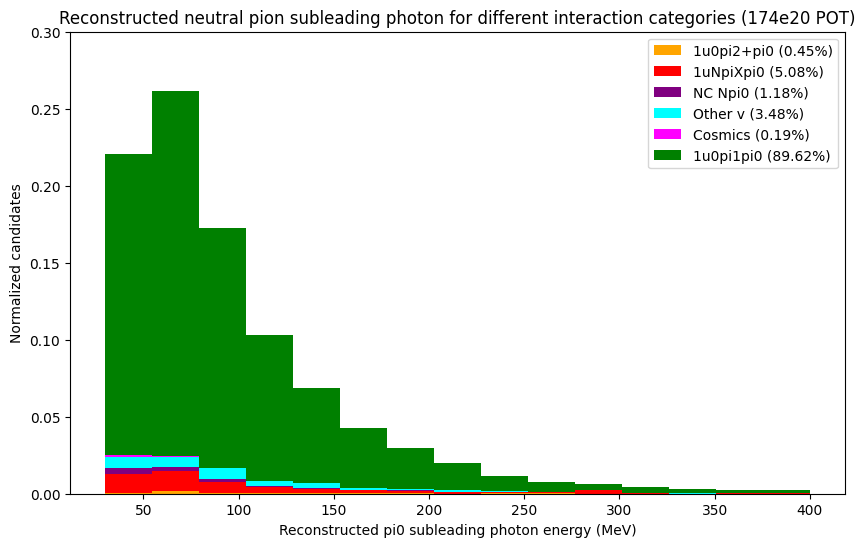 Reconstructed neutral pion subleading photon for different interaction categories (174e20 POT)
1u0pi2+pi0 (0.45%)
1uNpiXpi0 (5.08%)
NC Npi0 (1.18%)
Other v (3.48%)
Cosmics (0.19%)
1u0pi1pi0 (89.62%)
Normalized candidates
0.30
0.25
0.20
0.15
0.10
0.05
0.00
50 100 150 200 250 300 350 400
Reconstructed pi0 subleading photon energy (MeV)